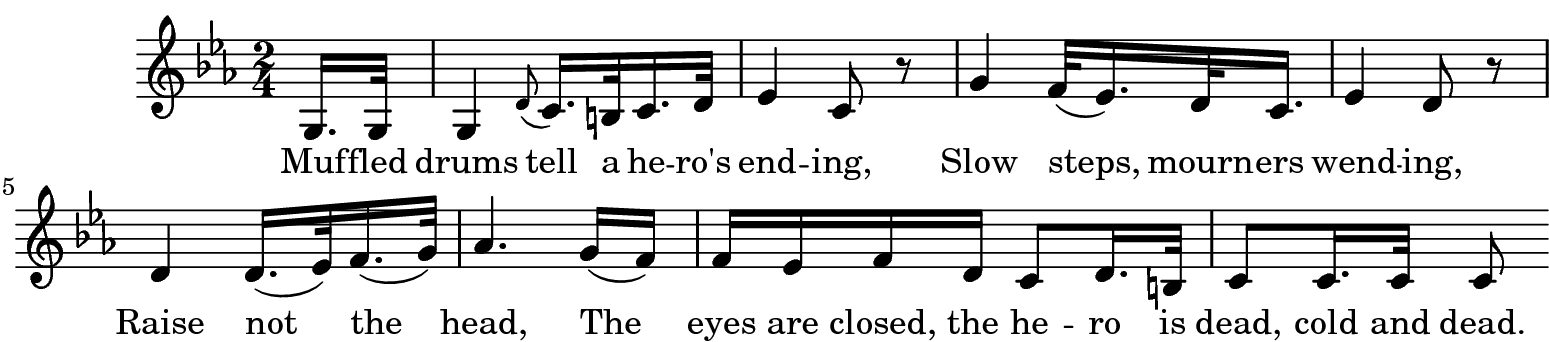 2
4
Muffled drums tell a he-ro's end-ing, Slow steps, mourners wend-ing,
5
Raise not the head, The eyes are closed, the he - ro is dead, cold and dead.